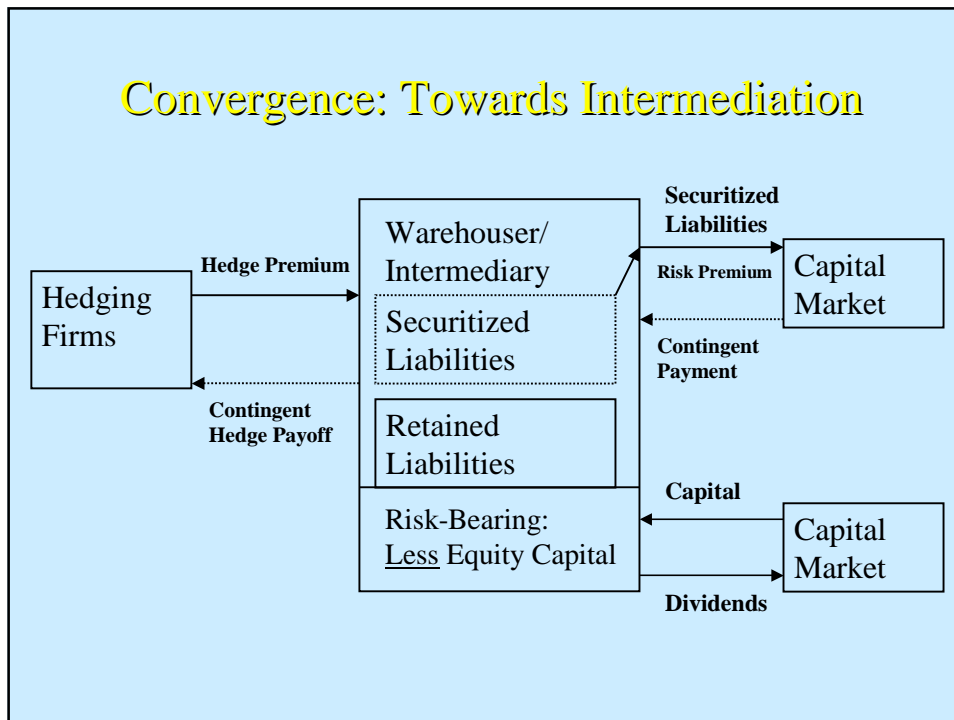 Convergence: Towards Intermediation
Hedging
Firms
Hedge Premium
Contingent
Hedge Payoff
Warehouser/
Intermediary
Securitized
Liabilities
Retained
Liabilities
Risk-Bearing:
Less Equity Capital
Securitized
Liabilities
Risk Premium
Contingent
Payment
Capital
Market
Capital
Dividends
Capital
Market